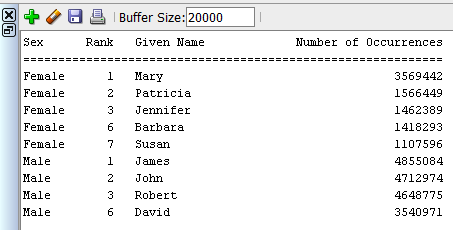 Buffer Size: 20000
Sex Rank Given Name Number of Occurrences
================================================================
Female 1 Mary 3569442
Female 2 Patricia 1566449
Female 3 Jennifer 1462389
Female 6 Barbara 1418293
Female 7 Susan 1107596
Male 1 James 4855084
Male 2 John 4712974
Male 3 Robert 4648775
Male 6 David 3540971